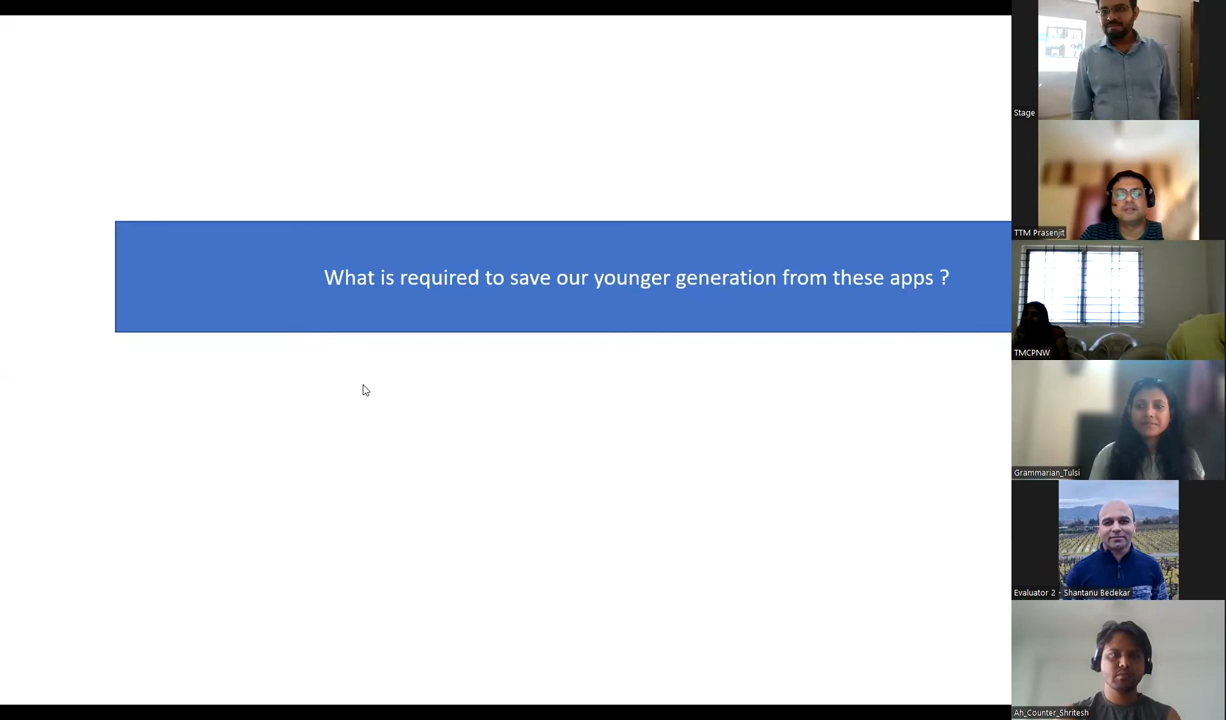 What is required to save our younger generation from these apps ?
Stage
TTM Prasenjit
TMCPNW
Grammarian_Tulsi
Evaluator 2 - Shantanu Bedekar
Ah_Counter_Shritesh